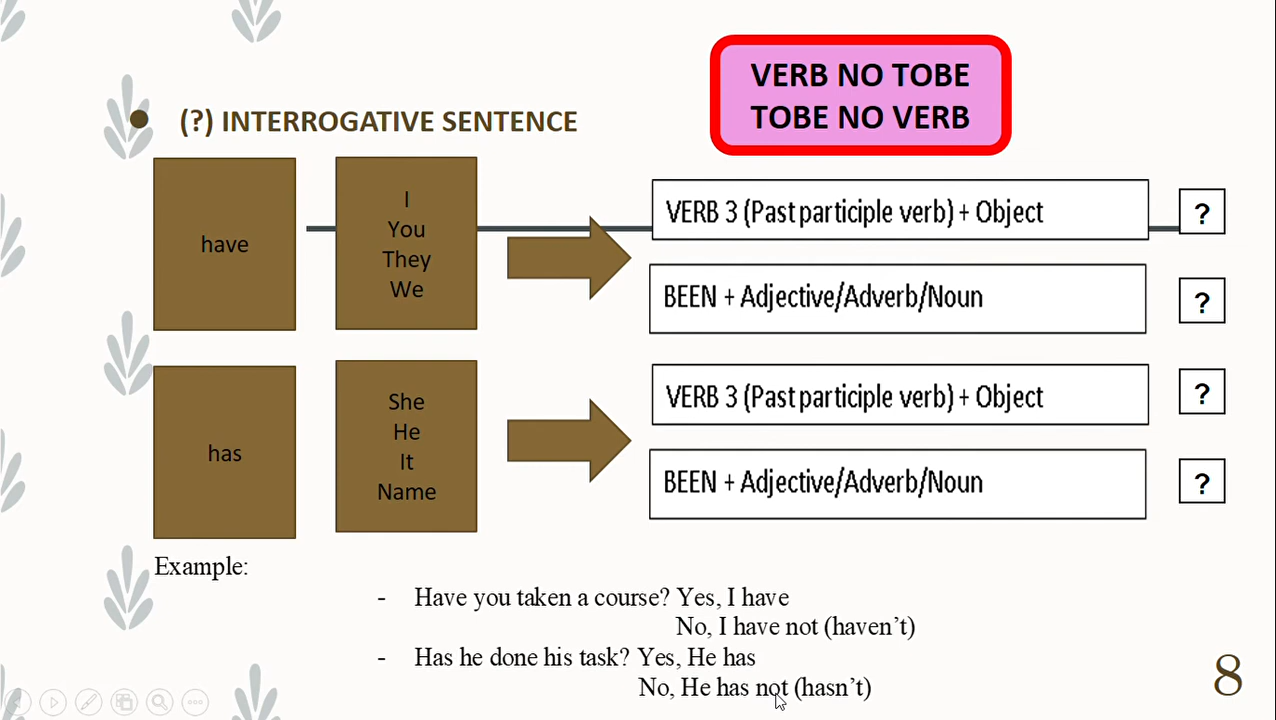 VERB NO TOBE
TOBE NO VERB
(?) INTERROGATIVE SENTENCE
have
I
You
They
We
VERB 3 (Past participle verb) + Object
?
BEEN + Adjective/Adverb/Noun
?
has
She
He
It
Name
VERB 3 (Past participle verb) + Object
?
BEEN + Adjective/Adverb/Noun
?
Example:
- Have you taken a course? Yes, I have
No, I have not (haven’t)
- Has he done his task? Yes, He has
No, He has not (hasn’t)
8